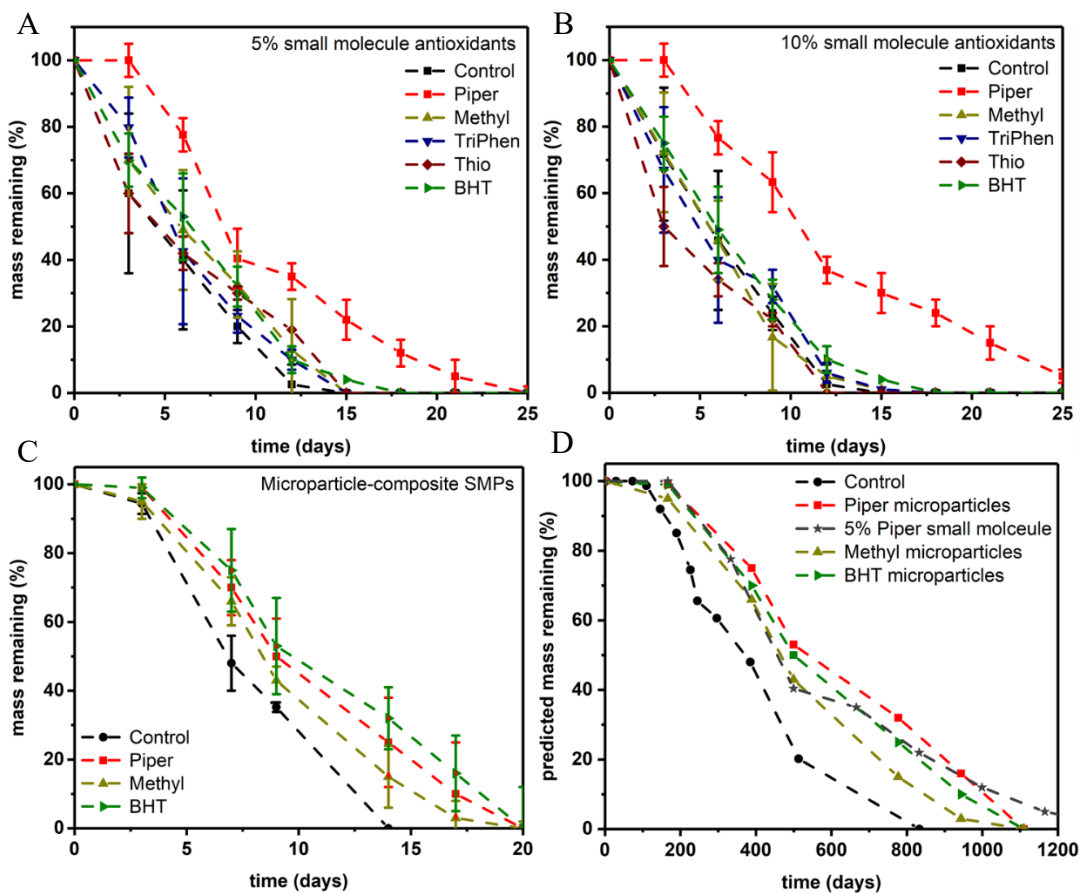 A
5% small molecule antioxidants
Control
Piper
Methyl
TriPhen
Thio
BHT
mass remaining (%)
100
80
60
40
20
0
0 5 10 15 20 25
time (days)
B
10% small molecule antioxidants
Control
Piper
Methyl
TriPhen
Thio
BHT
mass remaining (%)
100
80
60
40
20
0
0 5 10 15 20 25
time (days)
C
Microparticle-composite SMPs
Control
Piper
Methyl
BHT
mass remaining (%)
100
80
60
40
20
0
0 5 10 15 20
time (days)
D
Control
Piper microparticles
5% Piper small molceule
Methyl microparticles
BHT microparticles
predicted mass remaining (%)
100
80
60
40
20
0
0 200 400 600 800 1000 1200
time (days)